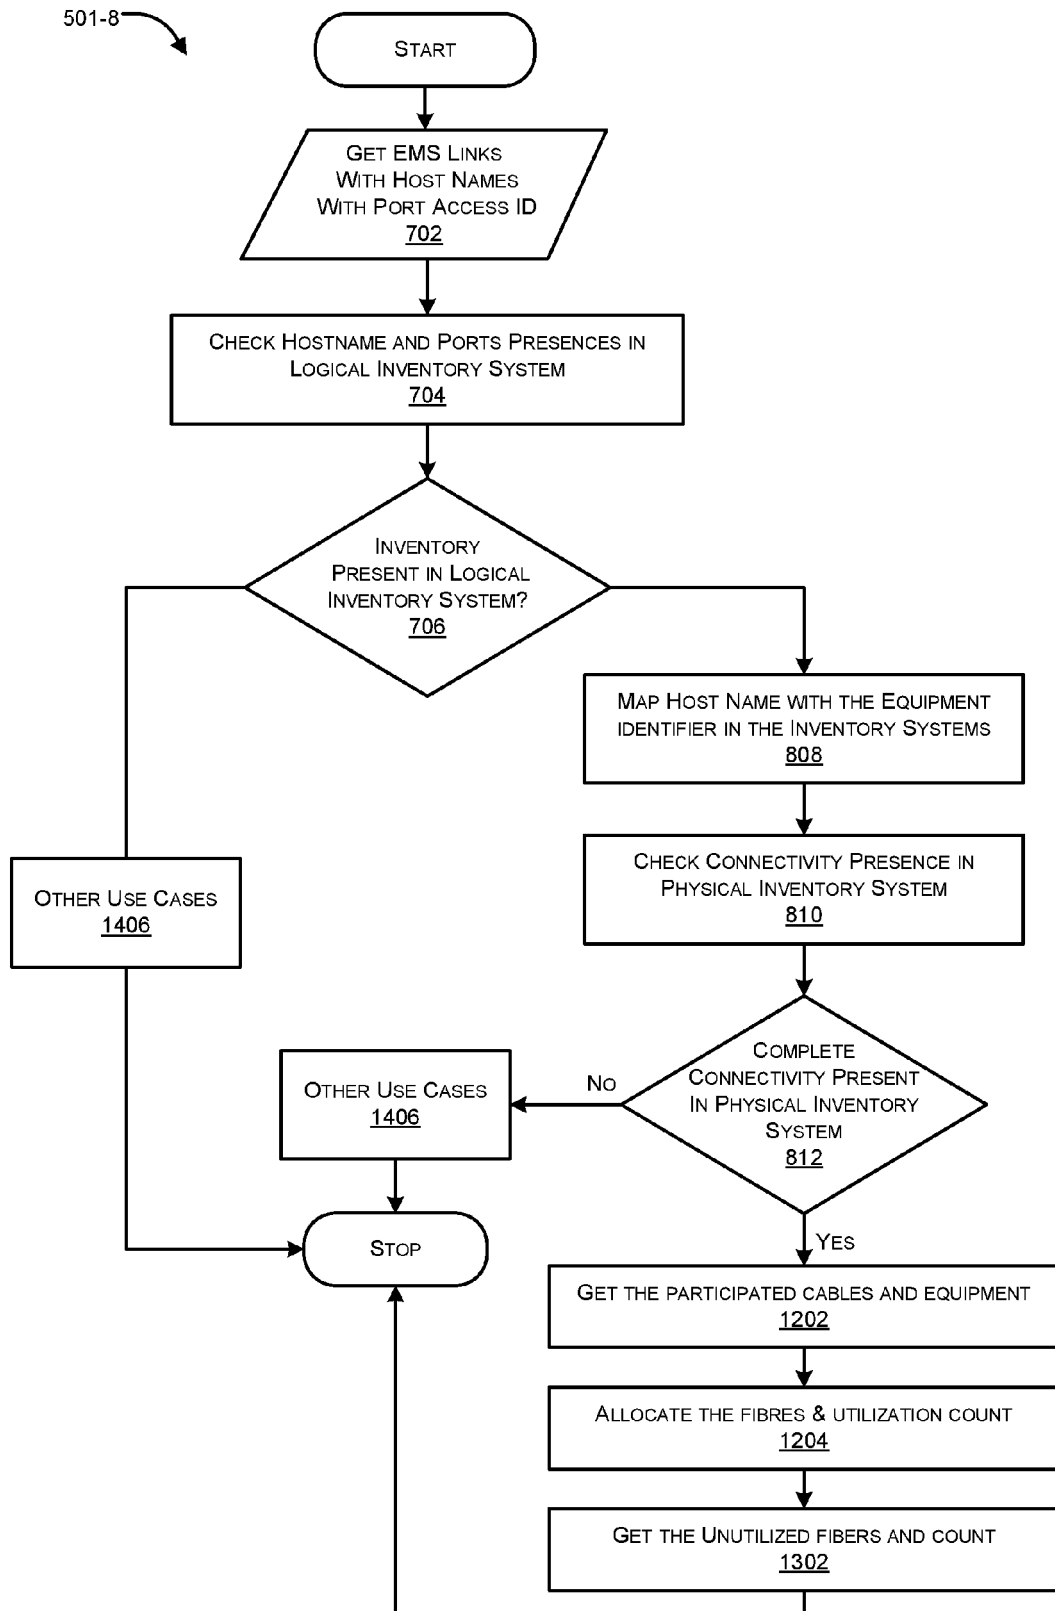 501-8
START
GET EMS LINKS
WITH HOST NAMES
WITH PORT ACCESS ID
702
CHECK HOSTNAME AND PORTS PRESENCES IN
LOGICAL INVENTORY SYSTEM
704
INVENTORY
PRESENT IN LOGICAL
INVENTORY SYSTEM?
706
MAP HOST NAME WITH THE EQUIPMENT
IDENTIFIER IN THE INVENTORY SYSTEMS
808
CHECK CONNECTIVITY PRESENCE IN
PHYSICAL INVENTORY SYSTEM
810
OTHER USE CASES
1406
COMPLETE
CONNECTIVITY PRESENT
IN PHYSICAL INVENTORY
SYSTEM
812
NO
OTHER USE CASES
1406
STOP
YES
GET THE PARTICIPATED CABLES AND EQUIPMENT
1202
ALLOCATE THE FIBRES & UTILIZATION COUNT
1204
GET THE UNUTILIZED FIBERS AND COUNT
1302